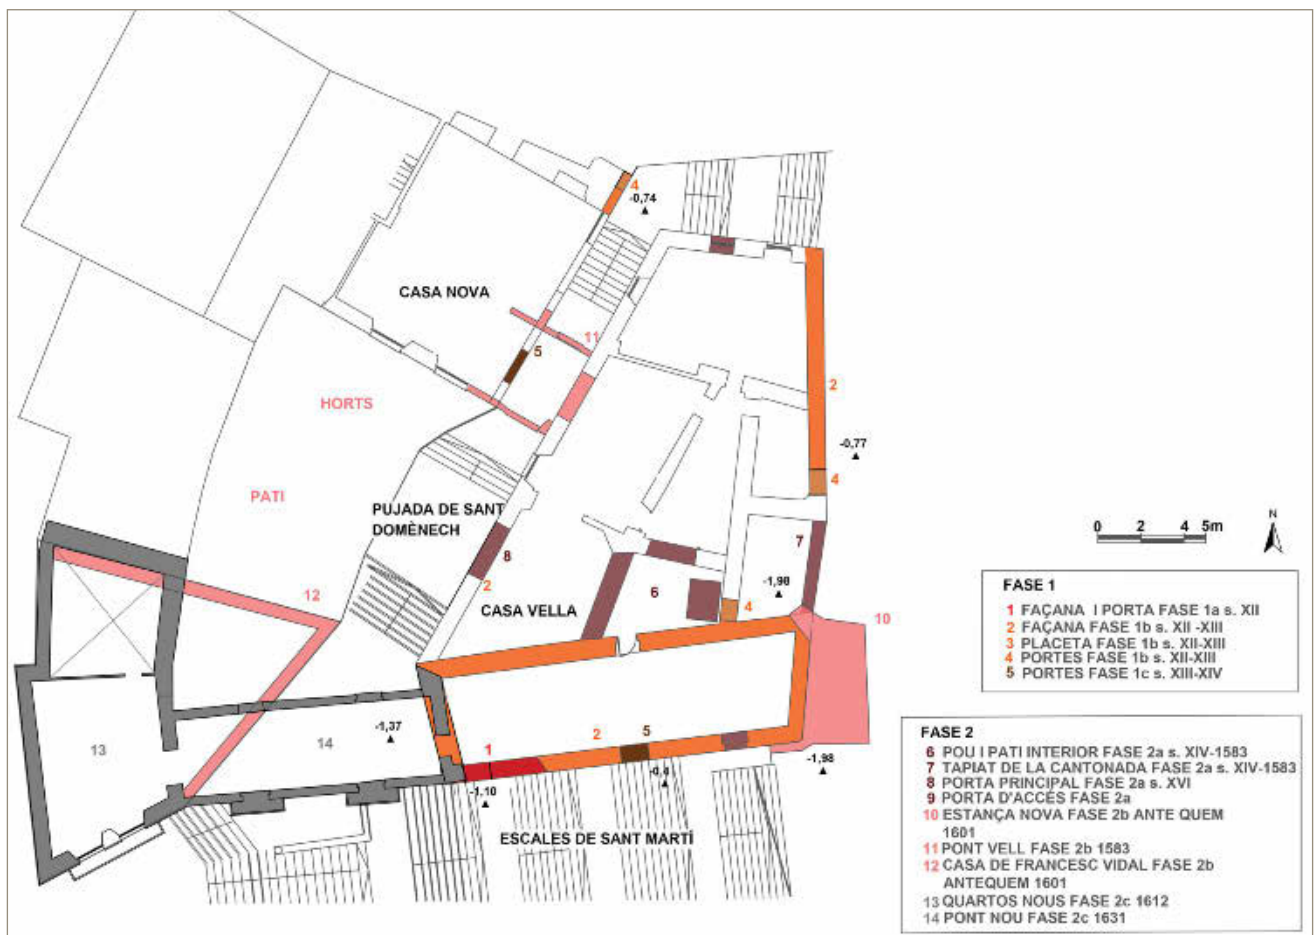 4
-0,74
CASA NOVA
11
5
2
HORTS
-0,77
4
PATI
PUJADA DE SANT
DOMÈNECH
8
7
2
12
CASA VELLA
6
-1,98
4
10
-1,37
13
14
1
2
5
-1,10
-0,4
-1,98
ESCALES DE SANT MARTÍ
0 2 4 5m
N
FASE 1
1 FAÇANA I PORTA FASE 1a s. XII
2 FAÇANA FASE 1b s. XII -XIII
3 PLACETA FASE 1b s. XII-XIII
4 PORTES FASE 1b s. XII-XIII
5 PORTES FASE 1c s. XIII-XIV
FASE 2
6 POU I PATI INTERIOR FASE 2a s. XIV-1583
7 TAPIAT DE LA CANTONADA FASE 2a s. XIV-1583
8 PORTA PRINCIPAL FASE 2a s. XVI
9 PORTA D'ACCÉS FASE 2a
10 ESTANÇA NOVA FASE 2b ANTE QUEM
1601
11 PONT VELL FASE 2b 1583
12 CASA DE FRANCESC VIDAL FASE 2b
ANTEQUEM 1601
13 QUARTOS NOUS FASE 2c 1612
14 PONT NOU FASE 2c 1631